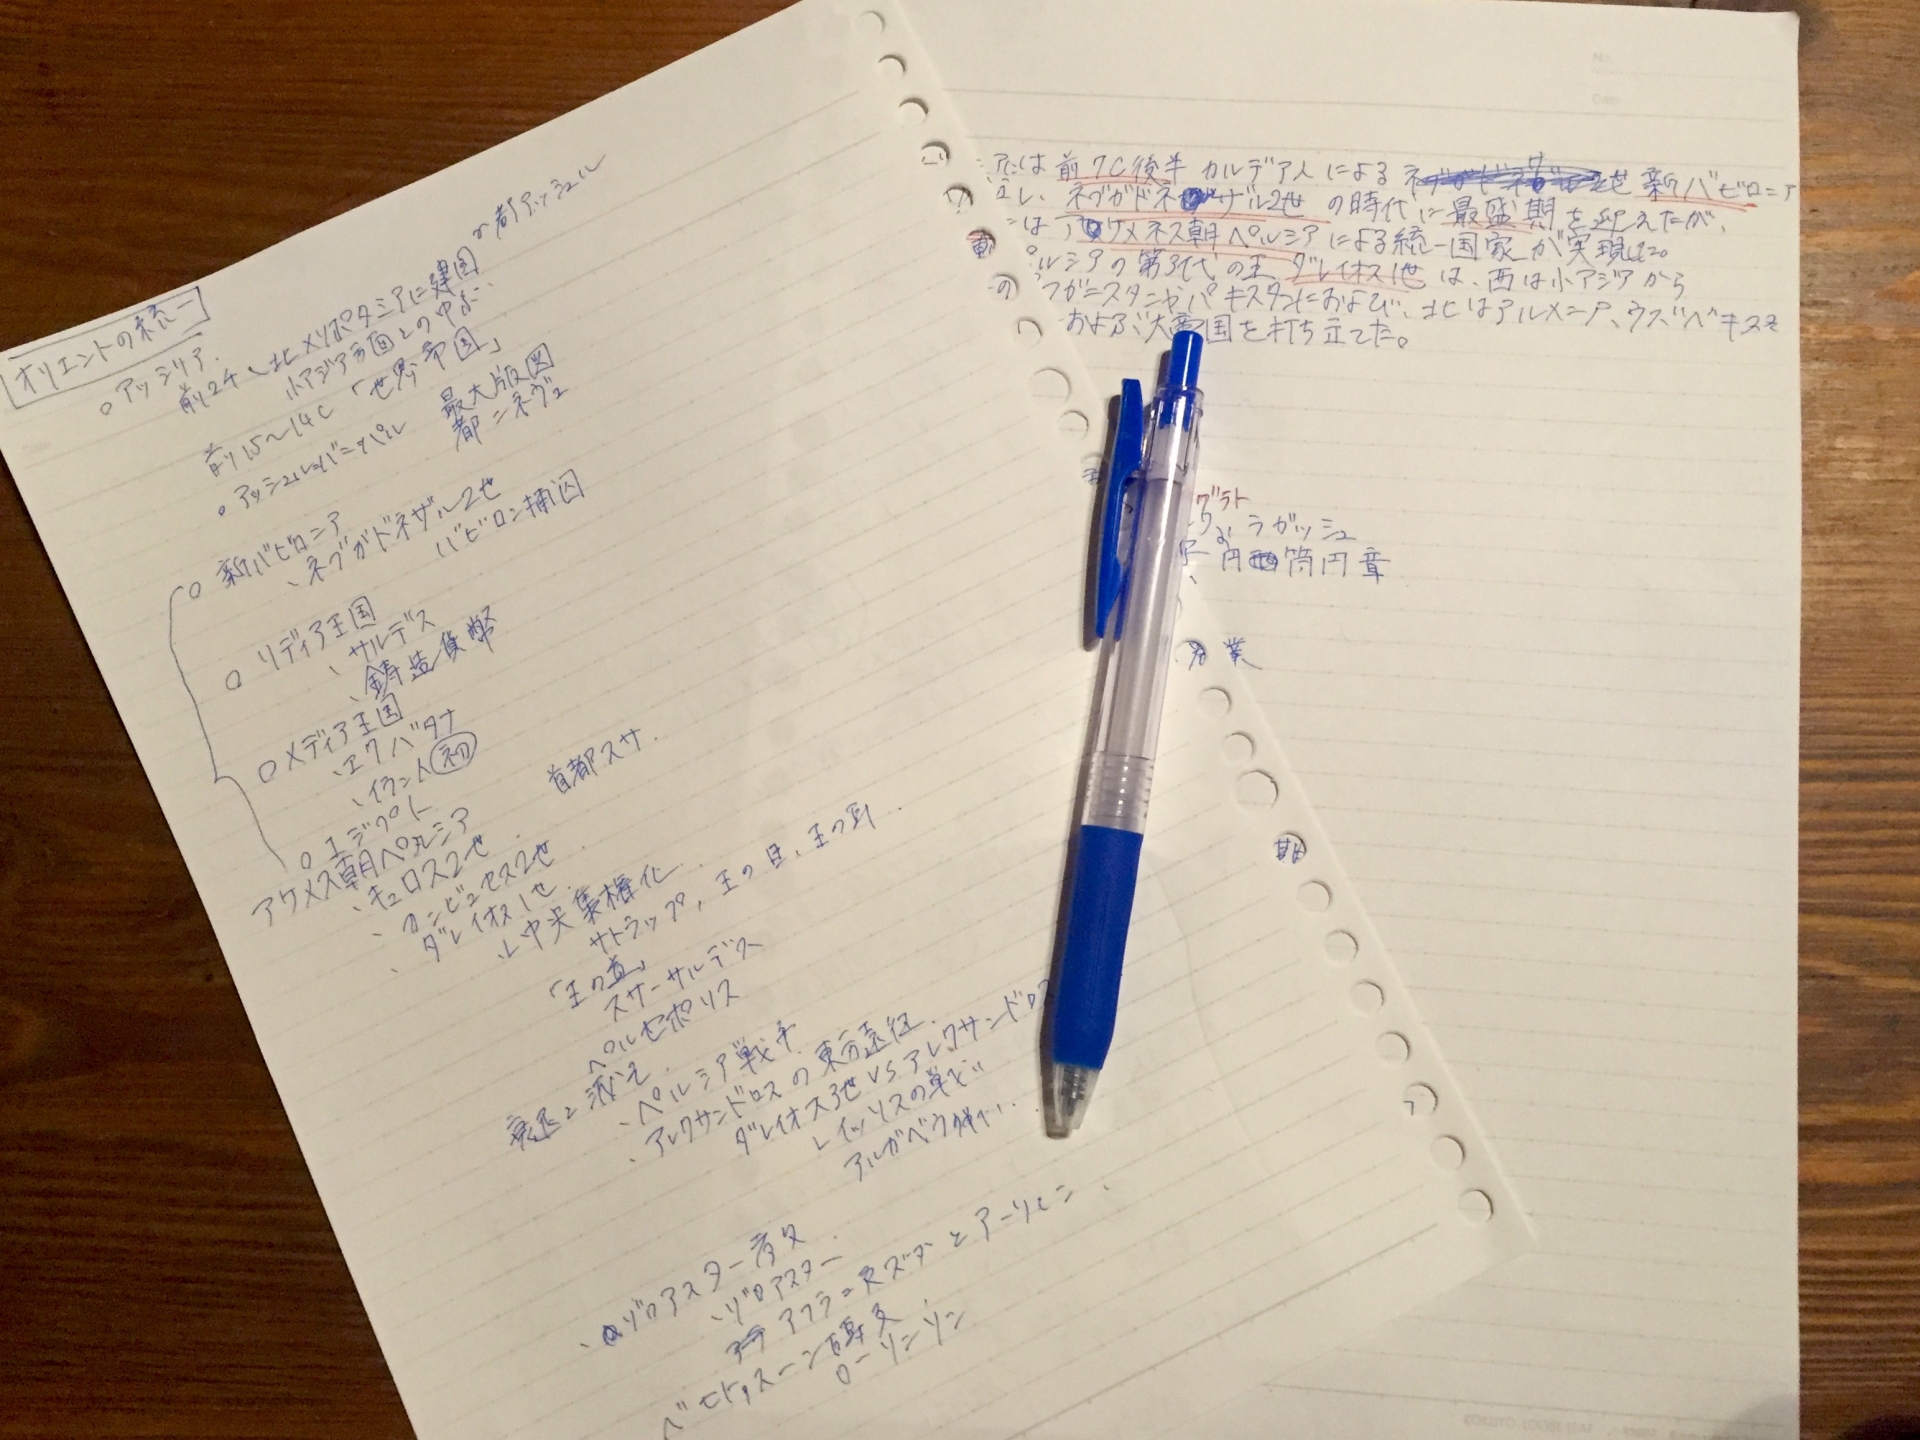 オリエントの統一
○アッシリア.
前2千、北メソポタミアに建国 都アッシュル
小アジア方面との中
前15〜14C「世界帝国」
アッシュルバニパル 最大版図
都ニネヴェ
○新バビロニア
、ネブガドネザル2世
バビロン捕囚
○リディア王国
、サルデス
、鋳造貨幣
○メディア王国
、エクバタナ
、イラン人 初
○エジプト
アケメス朝ペルシア 首都スサ.
、キュロス2世
、カンビュセス2世
、ダレイオス1世
中央集権化
サトラップ, 王の目、王の耳.
「王の道」
スサーサルデス
ペルセポリス
衰退と滅亡.
、ペルシア戦争
、アレクサンドロスの東方遠征.
ダレイオス3世 VS アレクサンドロス
イッソスの戦い
アルガベラ戦い.
、ゾロアスター教
、ゾロアスター.
アフラ=マズダとアーリマン、
ベヒストゥーン碑文.
ローリンソン
は前7C後半 カルデア人による 新バビロニア
し、ネブガドネザル2世の時代に最盛期を迎えたが、
は アケメネス朝ペルシアによる統一国家が実現した。
ルシアの第3代の王 ダレイオス1世は、西は小アジアから
の フガニスタンやパキスタンにおよび、北はアルメニア、ウズベキスタ
および大帝国を打ち立てた。
グラト
ラガッシュ
円筒円章
業
期